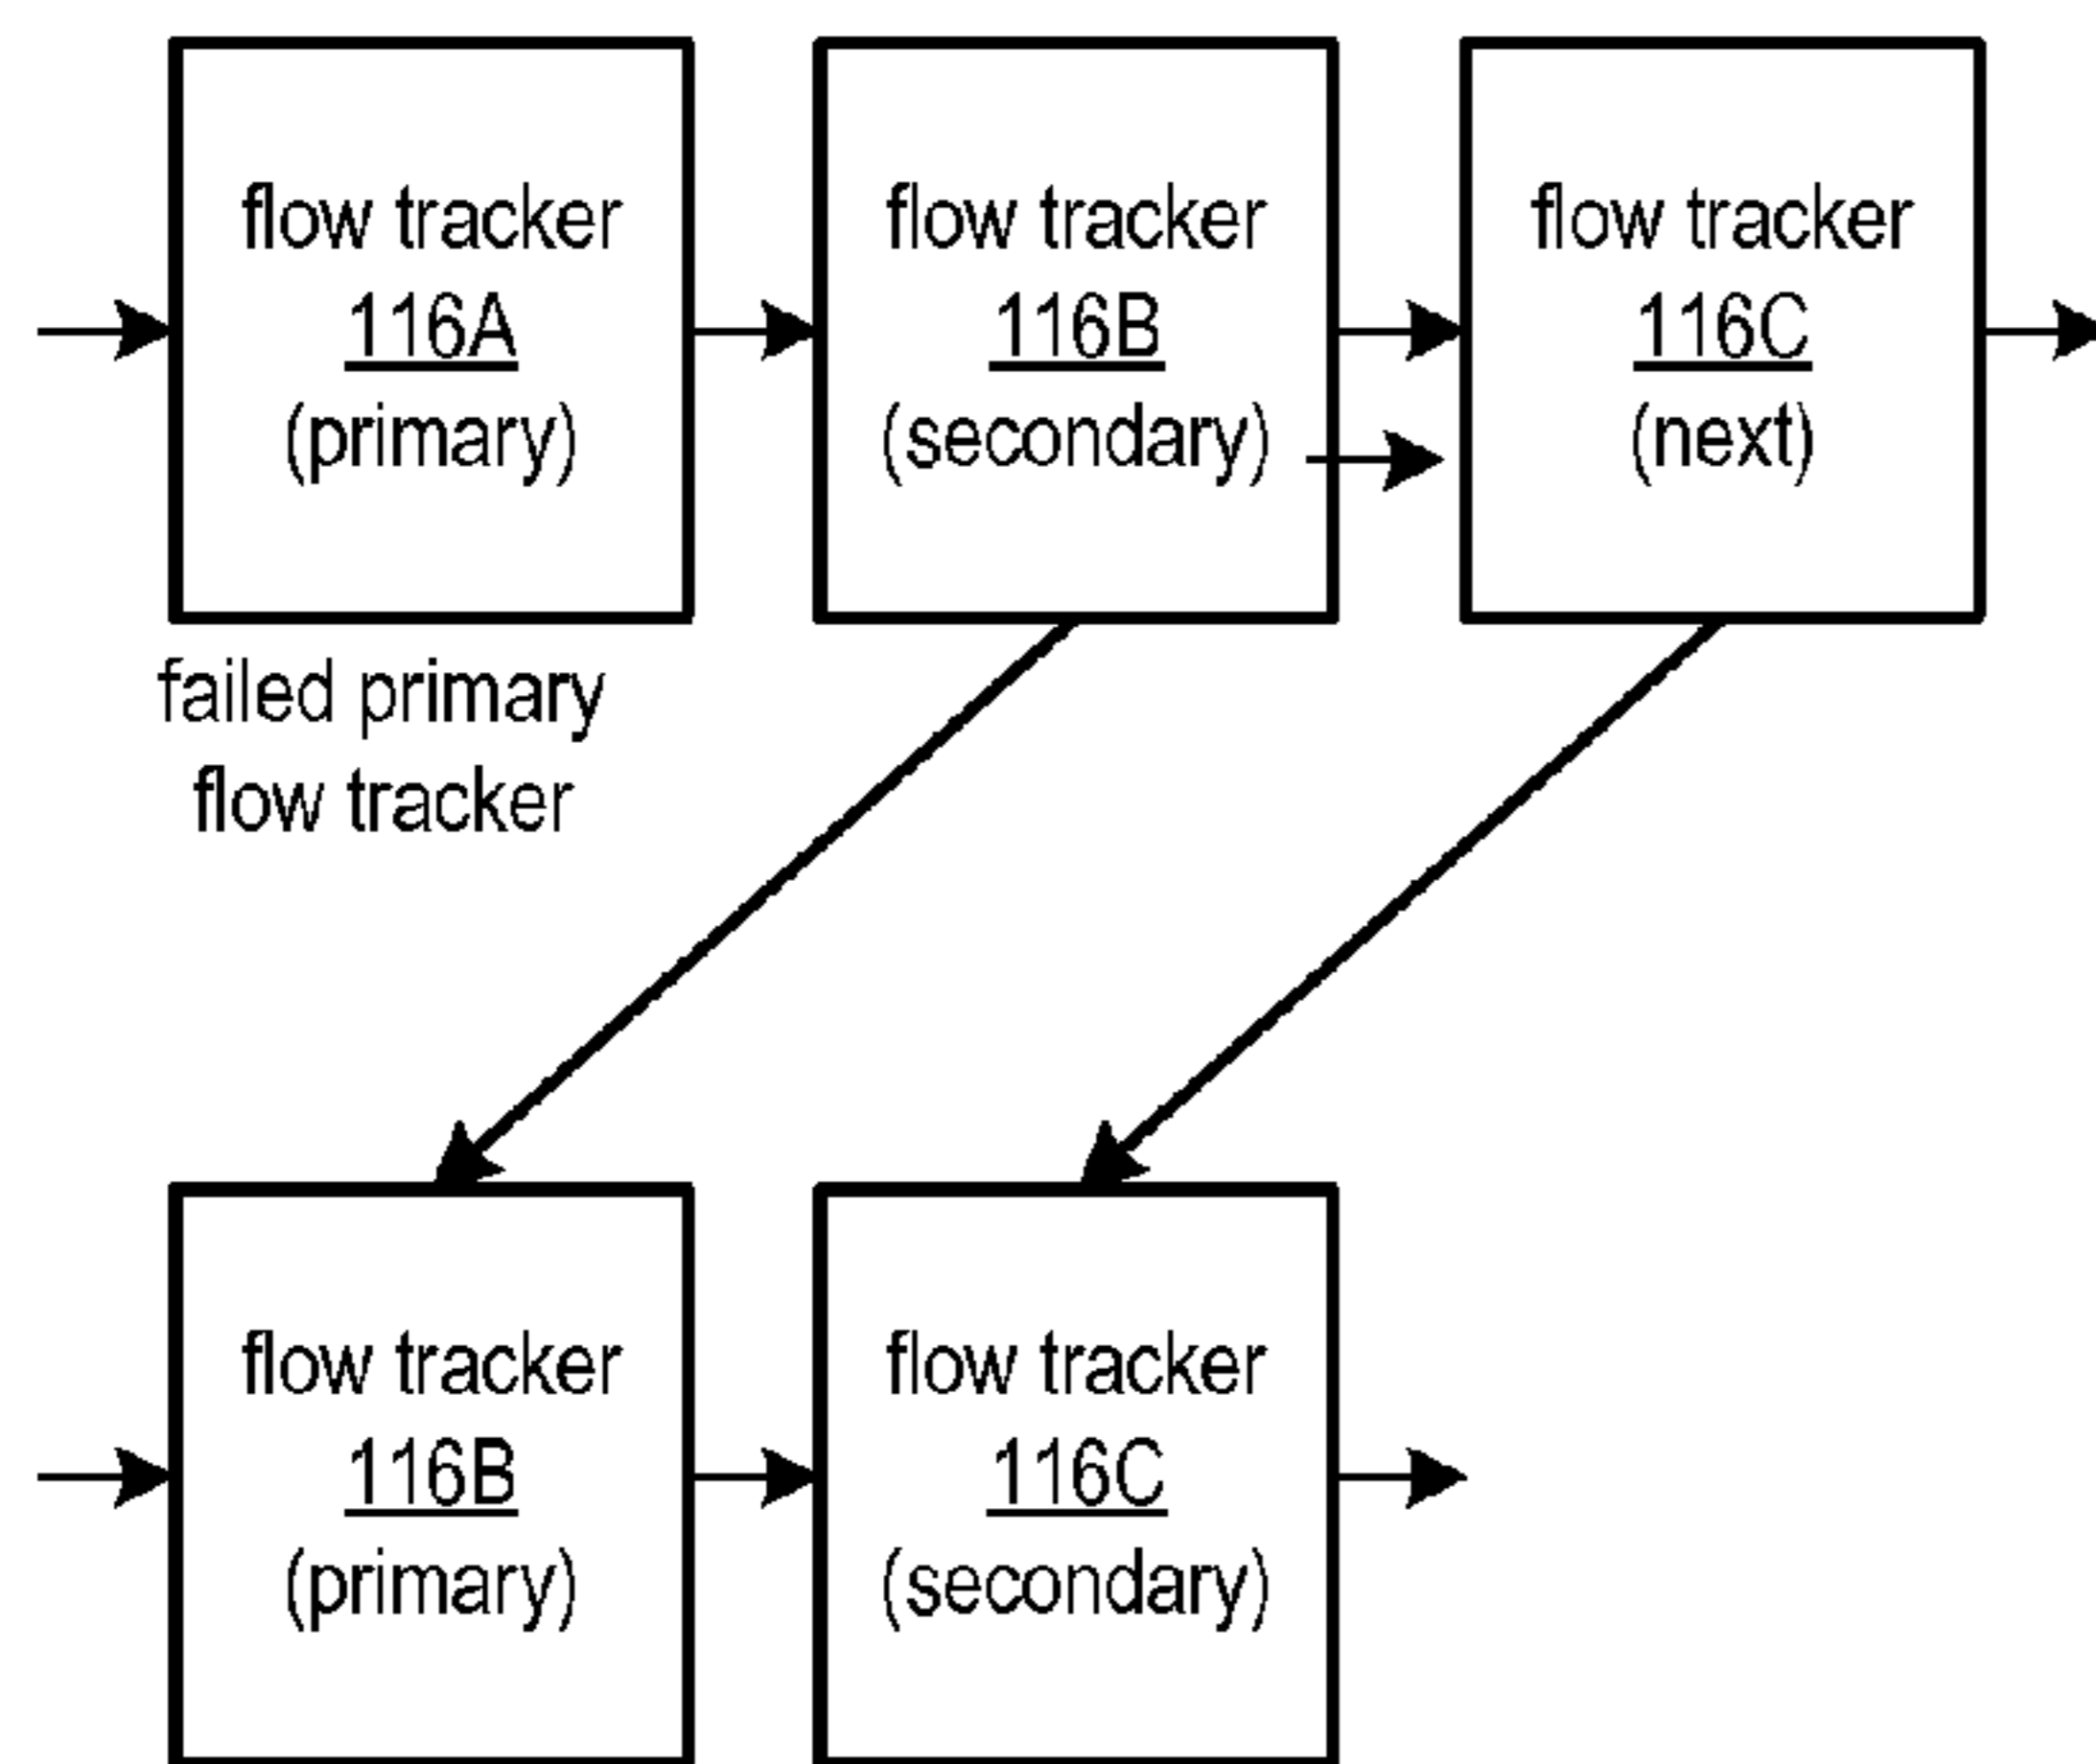 flow tracker
116A
(primary)
flow tracker
116B
(secondary)
flow tracker
116C
(next)
failed primary
flow tracker
flow tracker
116B
(primary)
flow tracker
116C
(secondary)